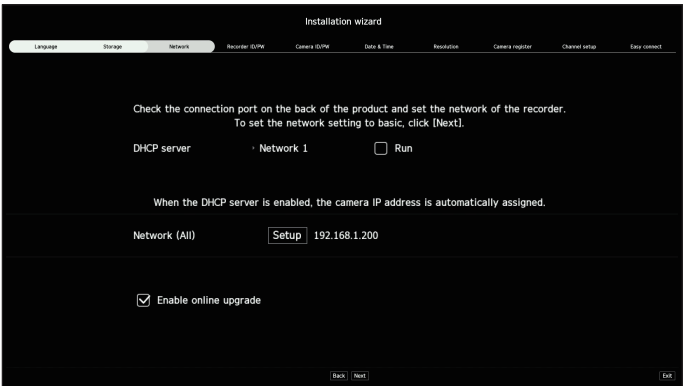 Installation wizard
Language Storage Network Recorder ID/PW Camera ID/PW Date & Time Resolution Camera register Channel setup Easy connect
Check the connection port on the back of the product and set the network of the recorder.
To set the network setting to basic, click [Next].
DHCP server Network 1 Run
When the DHCP server is enabled, the camera IP address is automatically assigned.
Network (All) Setup 192.168.1.200
Enable online upgrade
Back Next Exit